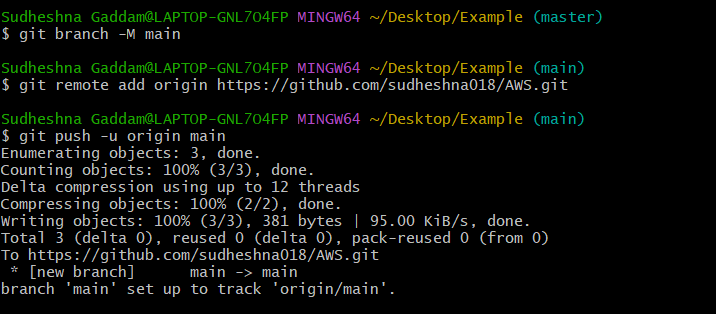 Sudheshna Gaddam@LAPTOP-GNL7O4FP MINGW64 ~/Desktop/Example (master)
$ git branch -M main
Sudheshna Gaddam@LAPTOP-GNL7O4FP MINGW64 ~/Desktop/Example (main)
$ git remote add origin https://github.com/sudheshna018/AWS.git
Sudheshna Gaddam@LAPTOP-GNL7O4FP MINGW64 ~/Desktop/Example (main)
$ git push -u origin main
Enumerating objects: 3, done.
Counting objects: 100% (3/3), done.
Delta compression using up to 12 threads
Compressing objects: 100% (2/2), done.
Writing objects: 100% (3/3), 381 bytes | 95.00 KiB/s, done.
Total 3 (delta 0), reused 0 (delta 0), pack-reused 0 (from 0)
To https://github.com/sudheshna018/AWS.git
 * [new branch]      main -> main
branch 'main' set up to track 'origin/main'.